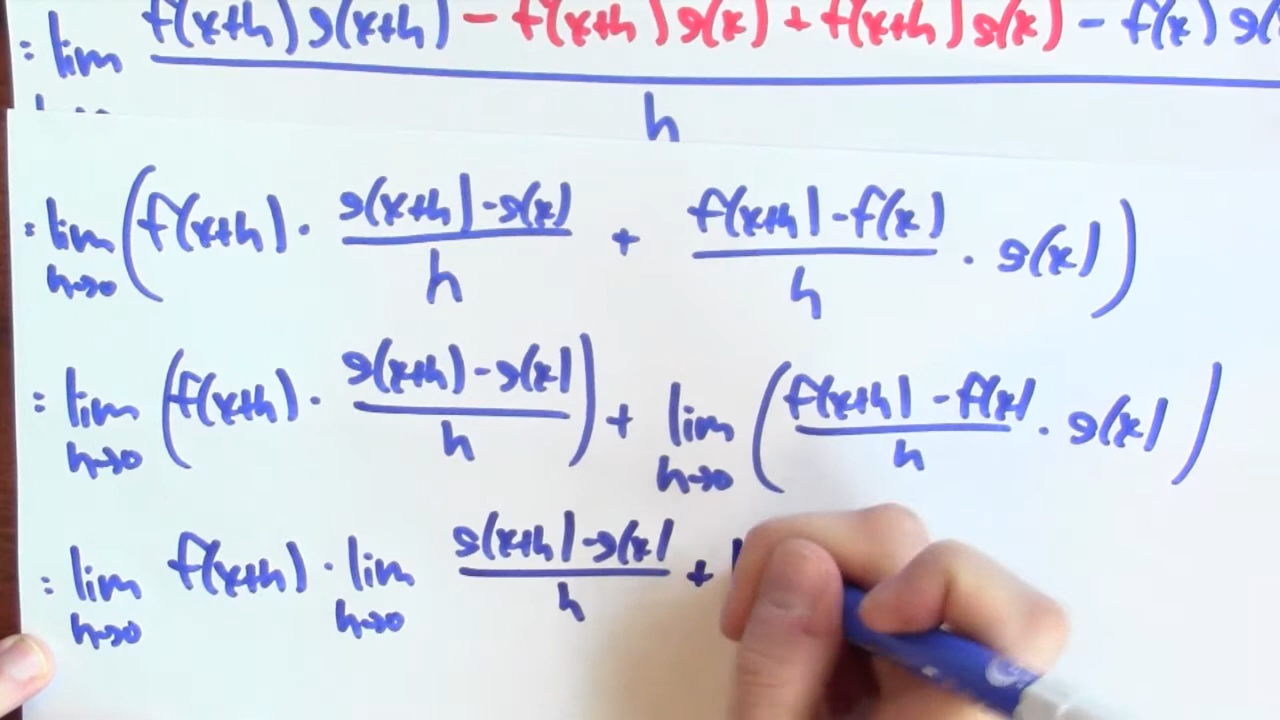 = lim f(x+h) g(x+h) - f(x+h) g(x) + f(x+h) g(x) - f(x) g(
h
= lim ( f(x+h) · g(x+h) - g(x) / h + f(x+h) - f(x) / h · g(x) )
h→0
= lim ( f(x+h) · g(x+h) - g(x) / h ) + lim ( f(x+h) - f(x) / h · g(x) )
h→0 h→0
= lim f(x+h) · lim g(x+h) - g(x) / h +
h→0 h→0